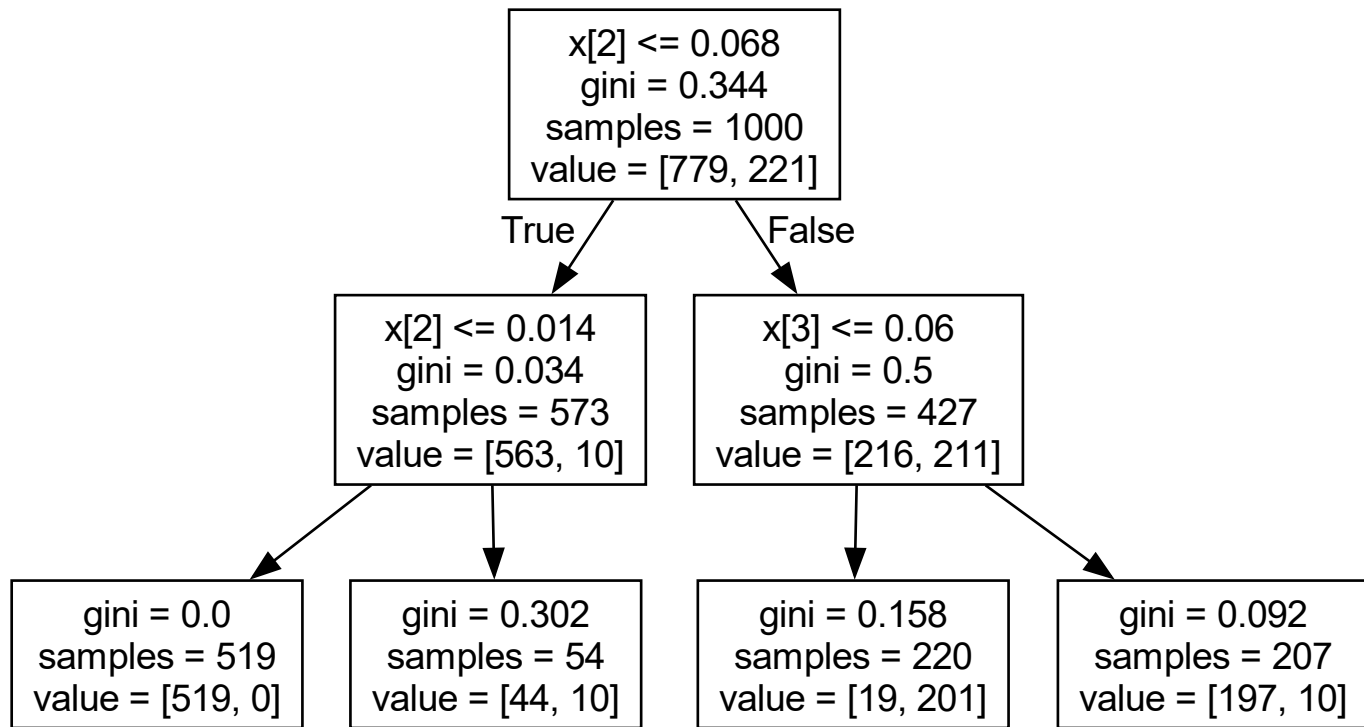 x[2] <= 0.068
gini = 0.344
samples = 1000
value = [779, 221]
True
False
x[2] <= 0.014
gini = 0.034
samples = 573
value = [563, 10]
x[3] <= 0.06
gini = 0.5
samples = 427
value = [216, 211]
gini = 0.0
samples = 519
value = [519, 0]
gini = 0.302
samples = 54
value = [44, 10]
gini = 0.158
samples = 220
value = [19, 201]
gini = 0.092
samples = 207
value = [197, 10]